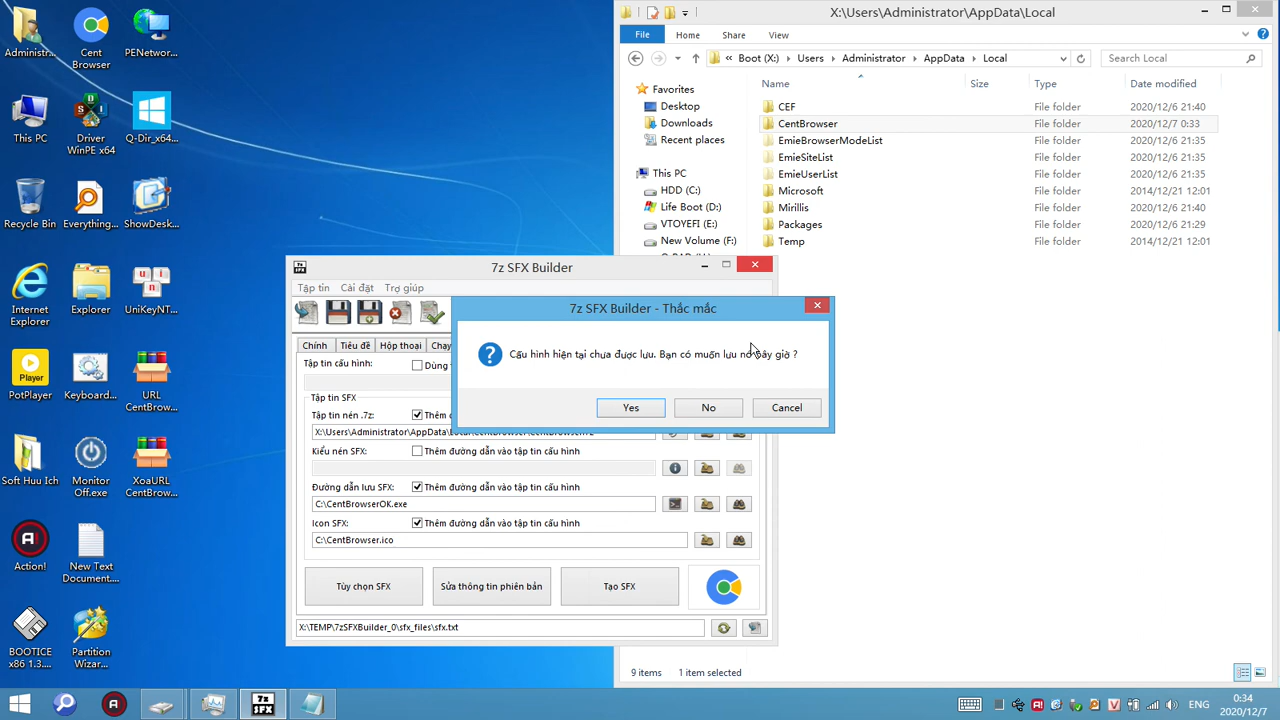 Administr...
Cent
Browser
PENetwor...
This PC
Driver
WinPE x64
Q-Dir_x64...
Recycle Bin
Everything...
ShowDesk...
Internet
Explorer
Explorer
UniKeyNT...
PotPlayer
Player
Keyboard...
URL
CentBrow...
Soft Huu Ich
Monitor
Off.exe
XoaURL
CentBrow...
Action!
New Text
Document...
BOOTICE
x86 1.3....
Partition
Wizar...
X:\Users\Administrator\AppData\Local
File
Home
Share
View
« Boot (X:) Users Administrator AppData Local
Search Local
Favorites
Desktop
Downloads
Recent places
This PC
HDD (C:)
Life Boot (D:)
VTOYEFI (E:)
New Volume (F:)
Name
Size
Type
Date modified
CEF File folder 2020/12/6 21:40
CentBrowser File folder 2020/12/7 0:33
EmieBrowserModeList File folder 2020/12/6 21:35
EmieSiteList File folder 2020/12/6 21:35
EmieUserList File folder 2020/12/6 21:35
Microsoft File folder 2014/12/21 12:01
Mirillis File folder 2020/12/6 21:40
Packages File folder 2020/12/6 21:29
Temp File folder 2014/12/21 12:01
9 items 1 item selected
7z SFX Builder
Tập tin Cài đặt Trợ giúp
Chính Tiêu đề Hộp thoại
Tập tin cấu hình:
Tập tin SFX
Tập tin nén .7z:
Kiểu nén SFX: Thêm đường dẫn vào tập tin cấu hình
Đường dẫn lưu SFX: Thêm đường dẫn vào tập tin cấu hình
C:\CentBrowserOK.exe
Icon SFX: Thêm đường dẫn vào tập tin cấu hình
C:\CentBrowser.ico
Tùy chọn SFX
Sửa thông tin phiên bản
Tạo SFX
X:\TEMP\7zSFXBuilder_0\sfx_files\sfx.txt
7z SFX Builder - Thắc mắc
Cấu hình hiện tại chưa được lưu. Bạn có muốn lưu nó bây giờ ?
Yes
No
Cancel
7z
SFX
ENG
0:34
2020/12/7